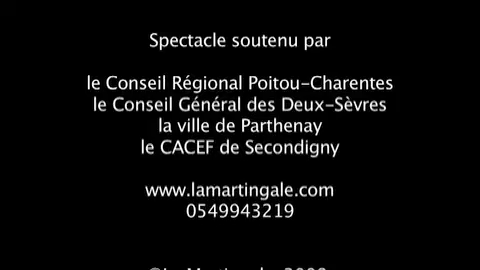 Spectacle soutenu par
le Conseil Régional Poitou-Charentes
le Conseil Général des Deux-Sèvres
la ville de Parthenay
le CACEF de Secondigny
www.lamartingale.com
0549943219